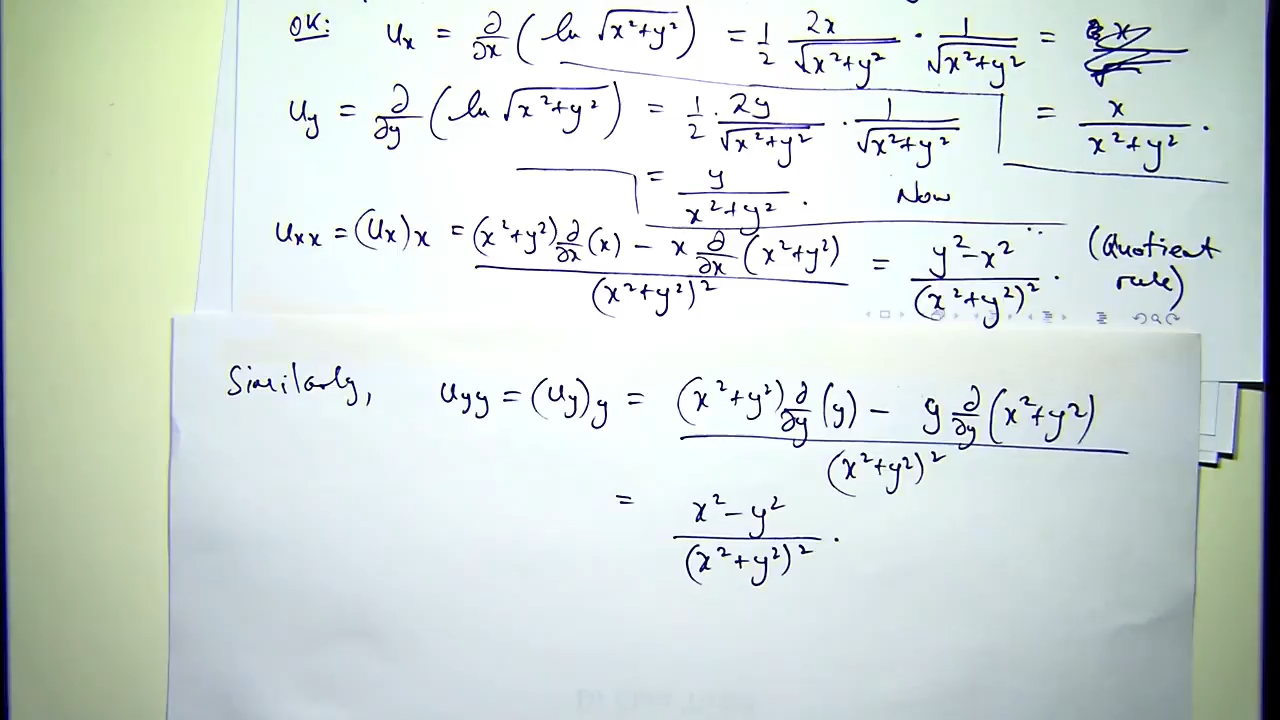 OK: u_x = ∂/∂x (ln √(x²+y²)) = 1/2 2x/√(x²+y²) · 1/√(x²+y²) =
= x/(x²+y²) .
u_y = ∂/∂y (ln √(x²+y²)) = 1/2 · 2y/√(x²+y²) · 1/√(x²+y²)
= y/(x²+y²) . Now
u_xx = (u_x)_x = ((x²+y²) ∂/∂x (x) − x ∂/∂x (x²+y²))/(x²+y²)² = (y²−x²)/(x²+y²)² . (Quotient rule)
Similarly, u_yy = (u_y)_y = ((x²+y²) ∂/∂y (y) − y ∂/∂y (x²+y²))/(x²+y²)²
= (x²−y²)/(x²+y²)² .